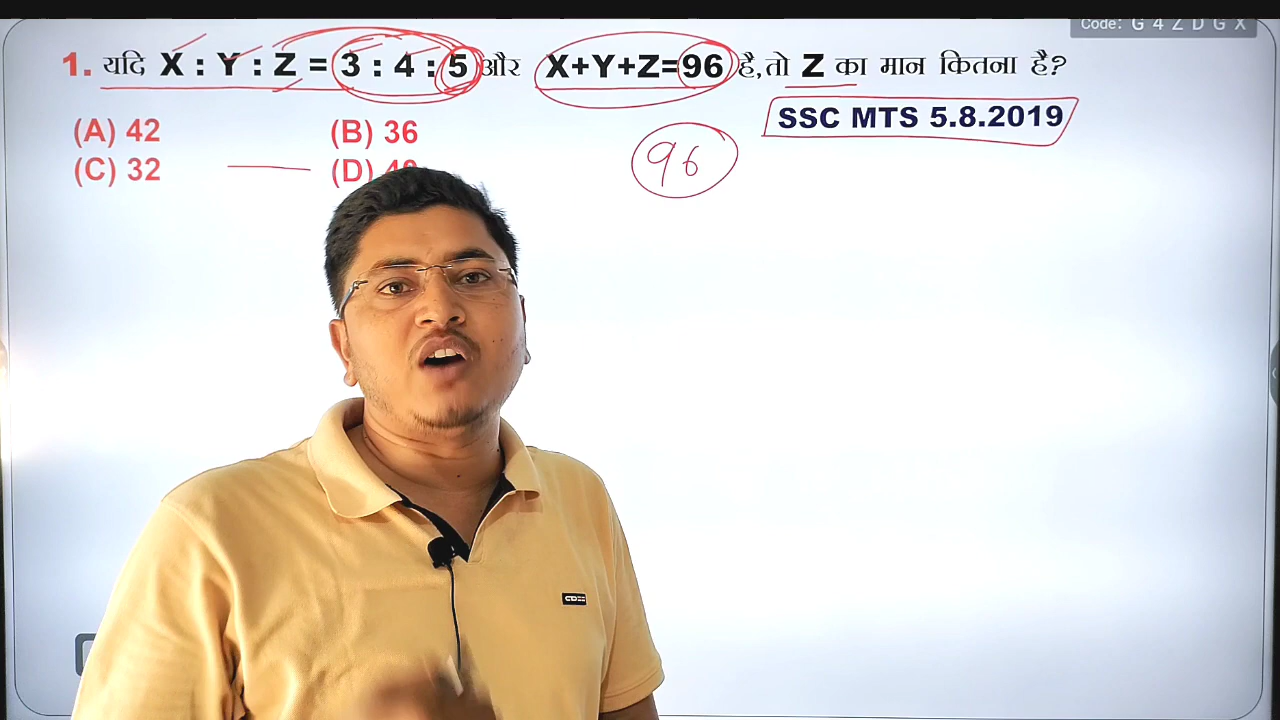 Code: G 4 Z D G X
1. यदि X : Y : Z = 3 : 4 : 5 और X+Y+Z=96 है, तो Z का मान कितना है?
SSC MTS 5.8.2019
(A) 42 (B) 36
(C) 32 (D) 40
96